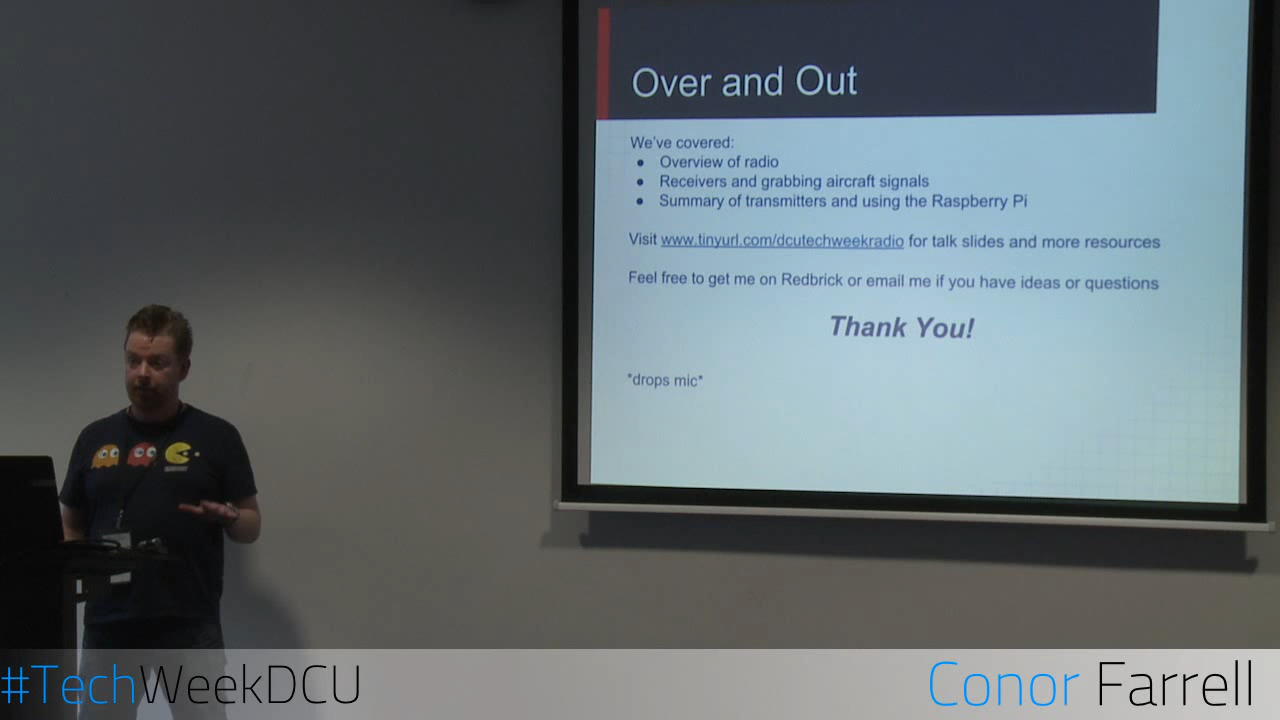 Over and Out
We've covered:
● Overview of radio
● Receivers and grabbing aircraft signals
● Summary of transmitters and using the Raspberry Pi
Visit www.tinyurl.com/dcutechweekradio for talk slides and more resources
Feel free to get me on Redbrick or email me if you have ideas or questions
Thank You!
*drops mic*
#TechWeekDCU
Conor Farrell